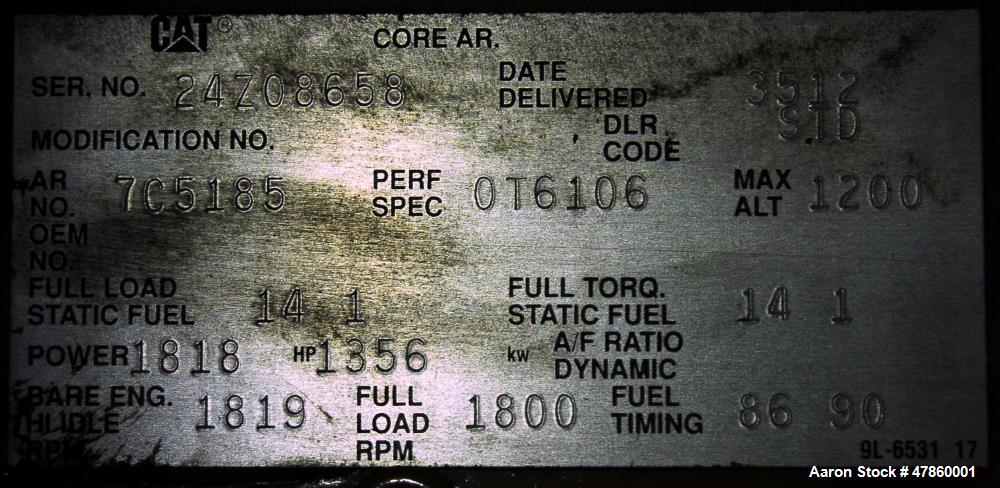 CAT® CORE AR.
SER. NO. 24Z08658 DATE DELIVERED 3512
MODIFICATION NO. DLR CODE SID
AR NO. 7C5185 PERF SPEC 0T6106 MAX ALT 1200
OEM NO.
FULL LOAD STATIC FUEL 14 1 FULL TORQ. STATIC FUEL 14 1
POWER 1818 HP 1356 kW A/F RATIO DYNAMIC
BARE ENG. HI IDLE RPM 1819 FULL LOAD RPM 1800 FUEL TIMING 86 90
9L-6531 17
Aaron Stock # 47860001